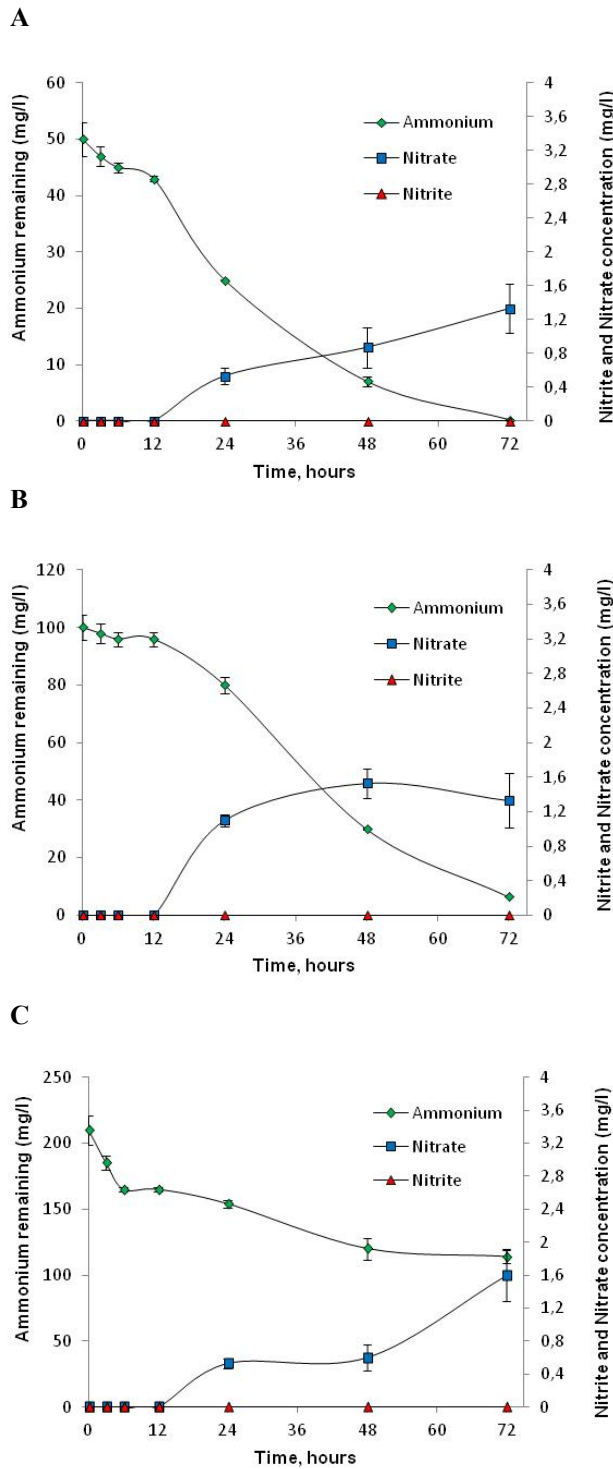 A
Ammonium remaining (mg/l)
60
50
40
30
20
10
0
Ammonium
Nitrate
Nitrite
4
3,6
3,2
2,8
2,4
2
1,6
1,2
0,8
0,4
0
Nitrite and Nitrate concentration (mg/l)
0 12 24 36 48 60 72
Time, hours
B
Ammonium remaining (mg/l)
120
100
80
60
40
20
0
Ammonium
Nitrate
Nitrite
4
3,6
3,2
2,8
2,4
2
1,6
1,2
0,8
0,4
0
Nitrite and Nitrate concentration (mg/l)
0 12 24 36 48 60 72
Time, hours
C
Ammonium remaining (mg/l)
250
200
150
100
50
0
Ammonium
Nitrate
Nitrite
4
3,6
3,2
2,8
2,4
2
1,6
1,2
0,8
0,4
0
Nitrite and Nitrate concentration (mg/l)
0 12 24 36 48 60 72
Time, hours